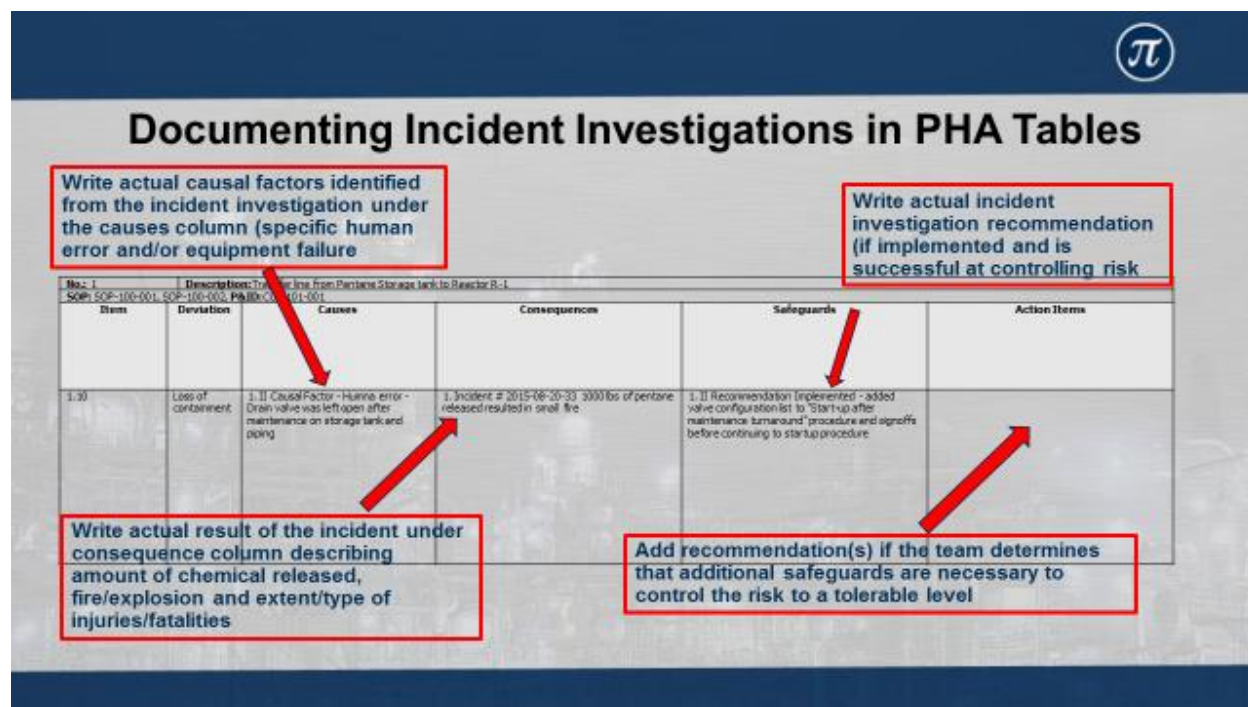 π
Documenting Incident Investigations in PHA Tables
Write actual causal factors identified
from the incident investigation under
the causes column (specific human
error and/or equipment failure
Write actual incident
investigation recommendation
(if implemented and is
successful at controlling risk
No.: 1 Description: line from Pentane Storage tank to Reactor R-1
SOP: SOP-100-001, SOP-100-002, P&ID: 101-001
Item Deviation Causes Consequences Safeguards Action Items
1.10 Loss of containment
1. II Causal Factor - Humna error -
Drain valve was left open after
maintenance on storage tank and
piping
1. Incident # 2015-08-20-33 1000 lbs of pentane
released resulted in small fire
1. II Recommendation Implemented - added
valve configuration list to "Start-up after
maintenance turnaround" procedure and signoffs
before continuing to startup procedure
Write actual result of the incident under
consequence column describing
amount of chemical released,
fire/explosion and extent/type of
injuries/fatalities
Add recommendation(s) if the team determines
that additional safeguards are necessary to
control the risk to a tolerable level